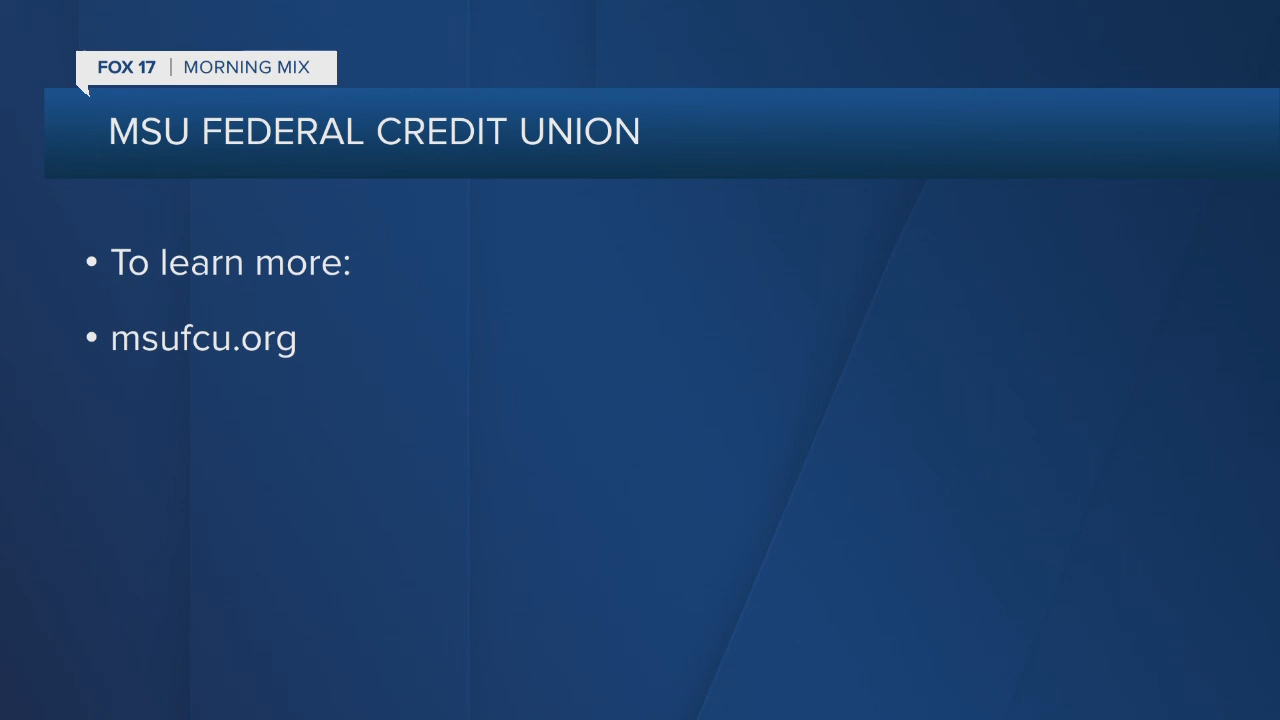 FOX 17 | MORNING MIX
MSU FEDERAL CREDIT UNION
• To learn more:
• msufcu.org